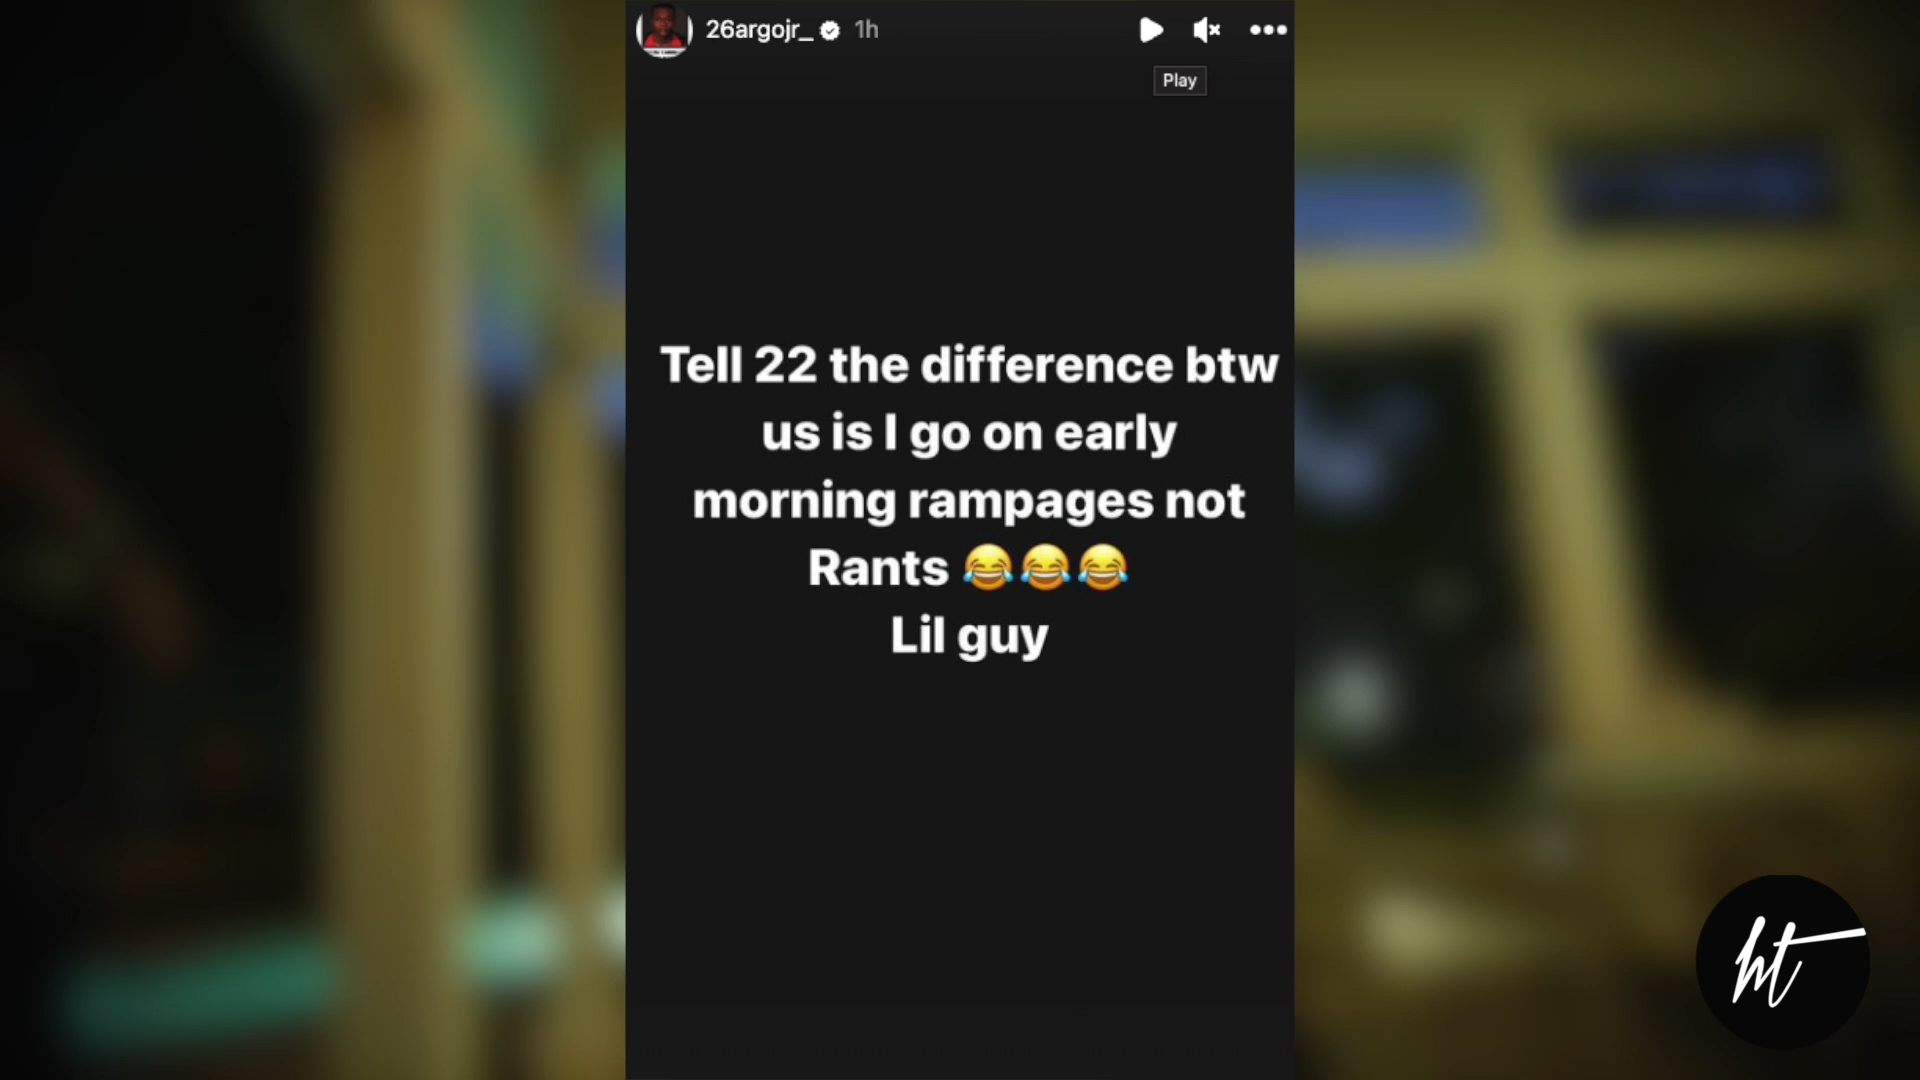 26argojr_ 1h
Play
Tell 22 the difference btw
us is I go on early
morning rampages not
Rants 😂😂😂
Lil guy
ht